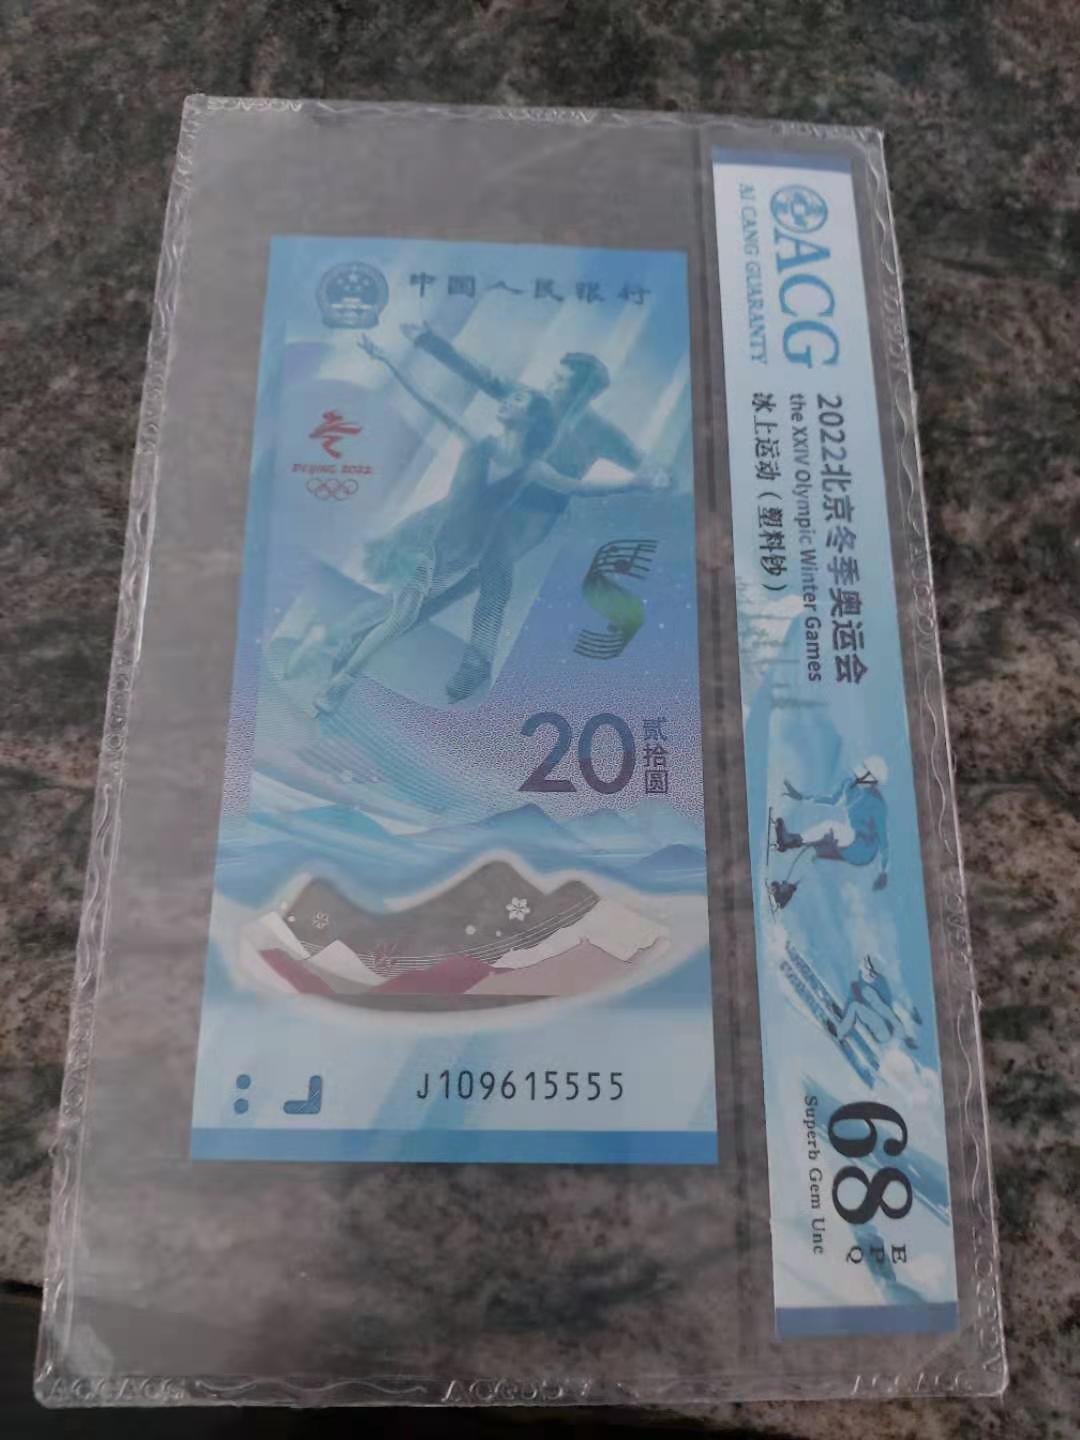 中国人民银行
BEIJING 2022
20
贰拾圆
J109615555
ACG
AI CANG GUARANTY
2022北京冬季奥运会
the XXIV Olympic Winter Games
冰上运动(塑料钞)
68
E
P
Q
Superb Gem Unc
ACGACG